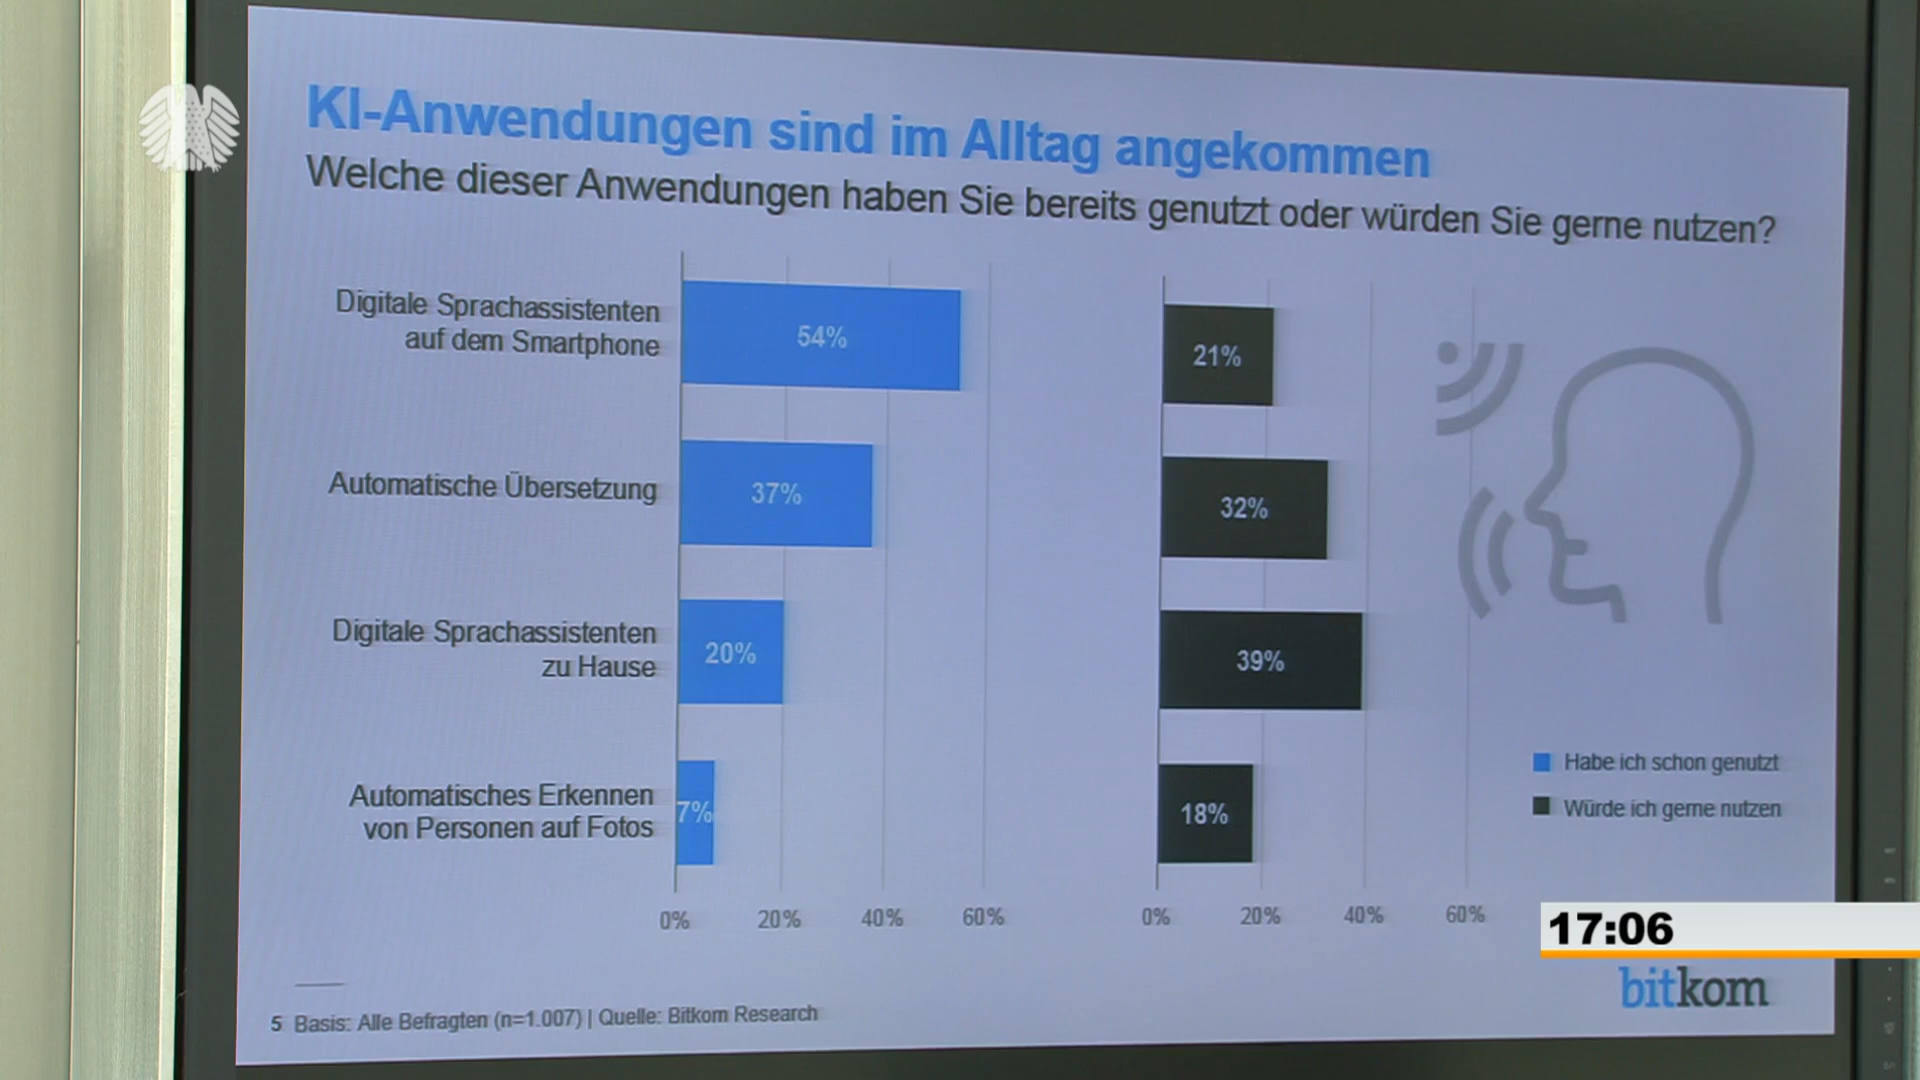 KI-Anwendungen sind im Alltag angekommen
Welche dieser Anwendungen haben Sie bereits genutzt oder würden Sie gerne nutzen?
Digitale Sprachassistenten
auf dem Smartphone
54%
21%
Automatische Übersetzung
37%
32%
Digitale Sprachassistenten
zu Hause
20%
39%
Automatisches Erkennen
von Personen auf Fotos
7%
18%
Habe ich schon genutzt
Würde ich gerne nutzen
0% 20% 40% 60%
0% 20% 40% 60%
17:06
bitkom
5 Basis: Alle Befragten (n=1.007) | Quelle: Bitkom Research